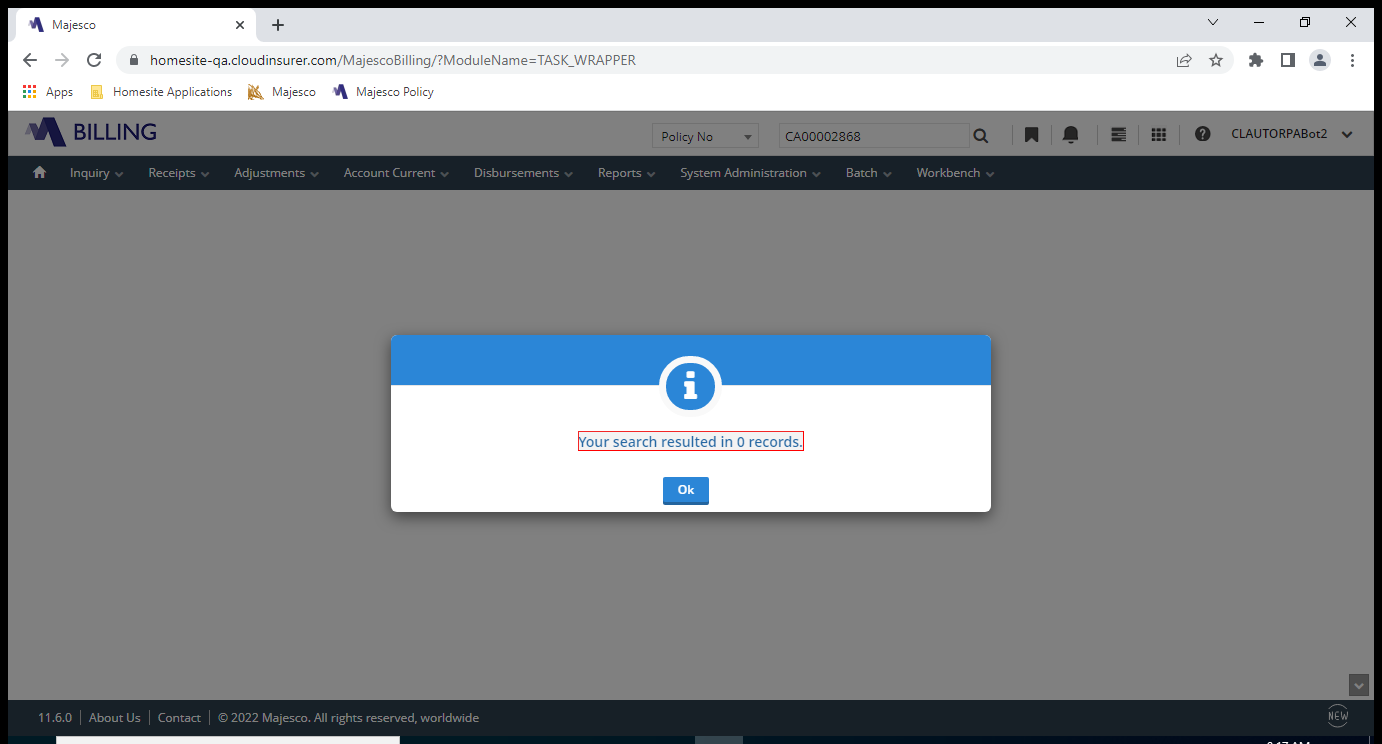 Majesco
homesite-qa.cloudinsurer.com/MajescoBilling/?ModuleName=TASK_WRAPPER
Apps Homesite Applications Majesco Majesco Policy
BILLING Policy No CA00002868 CLAUTORPABot2
Inquiry Receipts Adjustments Account Current Disbursements Reports System Administration Batch Workbench
Your search resulted in 0 records.
Ok
11.6.0 About Us Contact © 2022 Majesco. All rights reserved, worldwide NEW